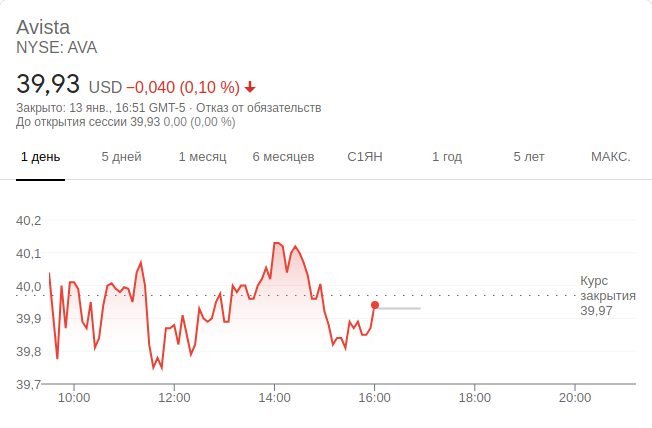 Avista
NYSE: AVA
39,93 USD −0,040 (0,10 %)
Закрыто: 13 янв., 16:51 GMT-5 · Отказ от обязательств
До открытия сессии 39,93 0,00 (0,00 %)
1 день 5 дней 1 месяц 6 месяцев С1ЯН 1 год 5 лет МАКС.
40,2
40,1
40,0
39,9
39,8
39,7
Курс
закрытия
39,97
10:00 12:00 14:00 16:00 18:00 20:00